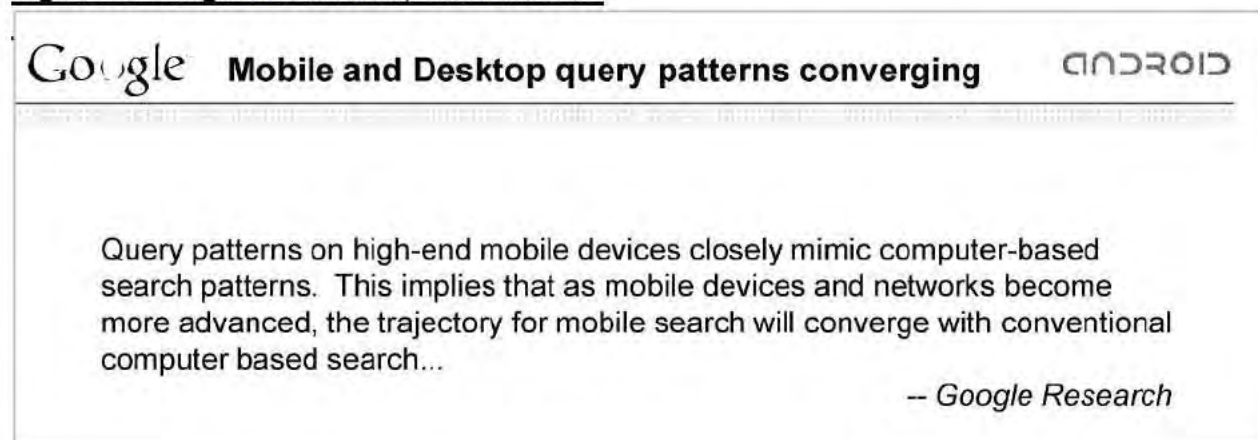 Google Mobile and Desktop query patterns converging ANDROID
Query patterns on high-end mobile devices closely mimic computer-based
search patterns. This implies that as mobile devices and networks become
more advanced, the trajectory for mobile search will converge with conventional
computer based search...
-- Google Research